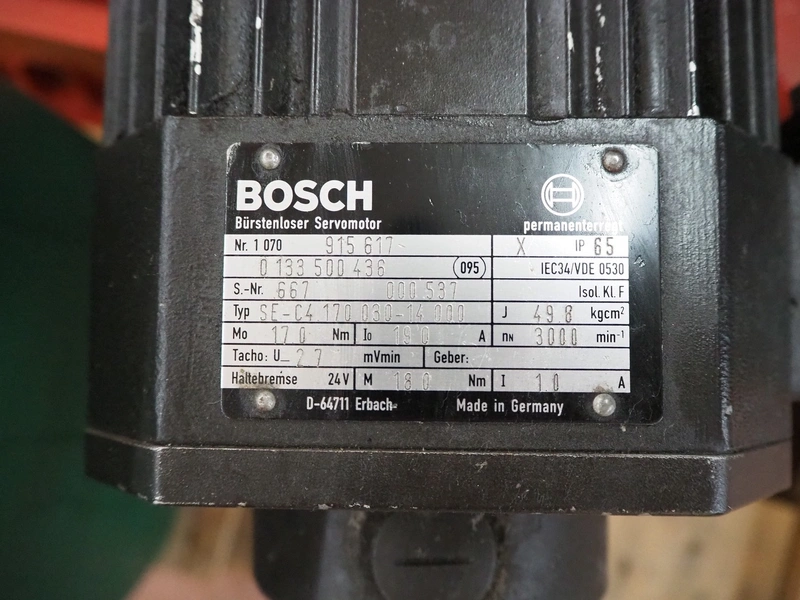 BOSCH
Bürstenloser Servomotor permanenterregt
Nr. 1 070 915 617 X IP 65
0 133 500 436 095 IEC34/VDE 0530
S.-Nr. 667 000 537 Isol. Kl. F
Typ SE-C4 170 030-14 000 J 49 8 kgcm²
Mo 17 0 Nm Io 19 0 A nN 3000 min⁻¹
Tacho: U 2 7 mVmin Geber:
Haltebremse 24V M 18 0 Nm I 1 0 A
D-64711 Erbach Made in Germany